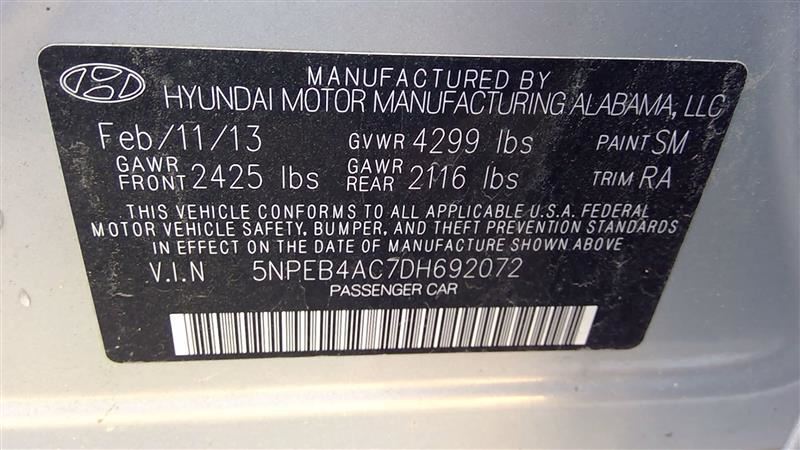 MANUFACTURED BY
HYUNDAI MOTOR MANUFACTURING ALABAMA, LLC
Feb/11/13 GVWR 4299 lbs PAINT SM
GAWR FRONT 2425 lbs GAWR REAR 2116 lbs TRIM RA
THIS VEHICLE CONFORMS TO ALL APPLICABLE U.S.A. FEDERAL
MOTOR VEHICLE SAFETY, BUMPER, AND THEFT PREVENTION STANDARDS
IN EFFECT ON THE DATE OF MANUFACTURE SHOWN ABOVE
V.I.N 5NPEB4AC7DH692072
PASSENGER CAR